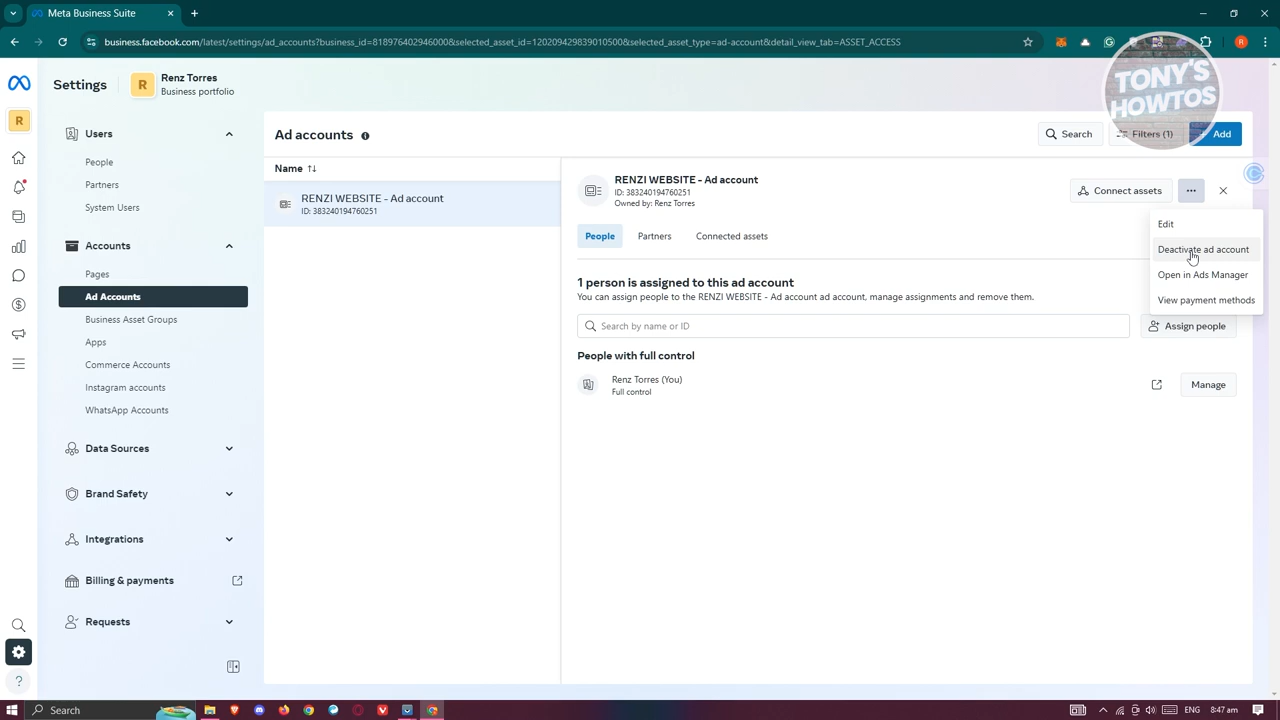 Meta Business Suite
business.facebook.com/latest/settings/ad_accounts?business_id=818976402946000&selected_asset_id=120209429839010500&selected_asset_type=ad-account&detail_view_tab=ASSET_ACCESS
TONY'S
HOWTOS
Settings
R
Renz Torres
Business portfolio
R
Users
People
Partners
System Users
Accounts
Pages
Ad Accounts
Business Asset Groups
Apps
Commerce Accounts
Instagram accounts
WhatsApp Accounts
Data Sources
Brand Safety
Integrations
Billing & payments
Requests
Ad accounts
Search
Filters (1)
Add
Name
RENZI WEBSITE - Ad account
ID: 383240194760251
RENZI WEBSITE - Ad account
ID: 383240194760251
Owned by: Renz Torres
Connect assets
Edit
Deactivate ad account
Open in Ads Manager
View payment methods
People
Partners
Connected assets
1 person is assigned to this ad account
You can assign people to the RENZI WEBSITE - Ad account ad account, manage assignments and remove them.
Search by name or ID
Assign people
People with full control
Renz Torres (You)
Full control
Manage
Search
ENG
8:47 am